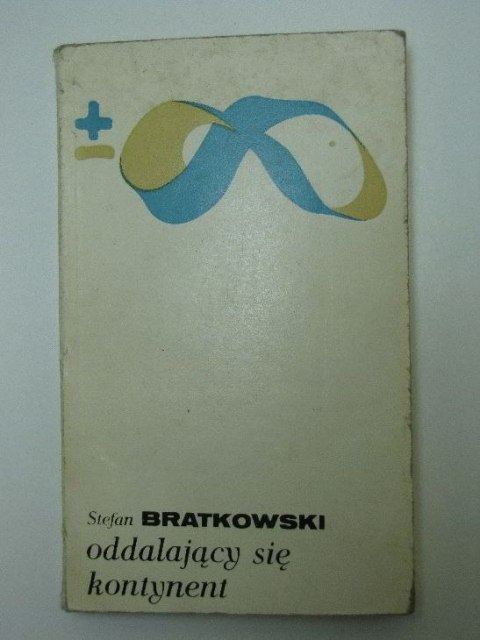 ±
Stefan BRATKOWSKI
oddalający się
kontynent